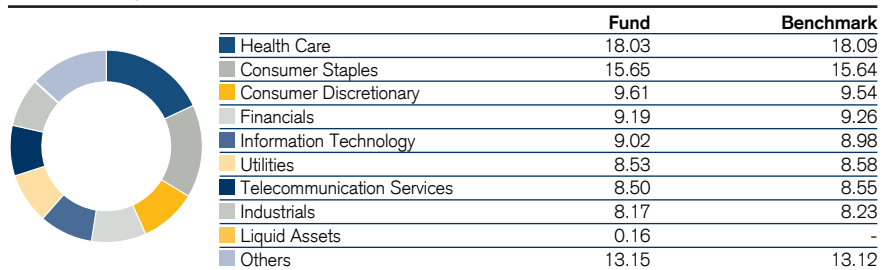 Fund Benchmark
Health Care 18.03 18.09
Consumer Staples 15.65 15.64
Consumer Discretionary 9.61 9.54
Financials 9.19 9.26
Information Technology 9.02 8.98
Utilities 8.53 8.58
Telecommunication Services 8.50 8.55
Industrials 8.17 8.23
Liquid Assets 0.16 -
Others 13.15 13.12